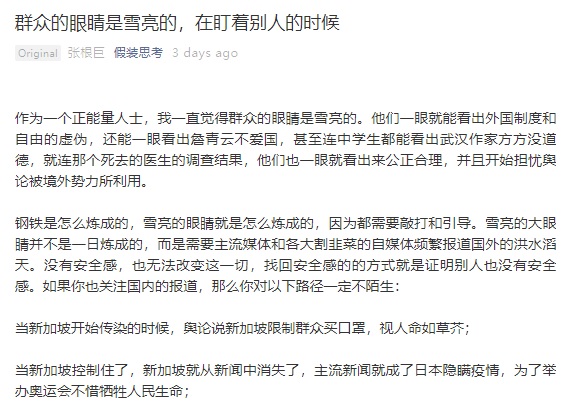 群众的眼睛是雪亮的，在盯着别人的时候
Original 张根巨 假装思考 3 days ago
作为一个正能量人士，我一直觉得群众的眼睛是雪亮的。他们一眼就能看出外国制度和
自由的虚伪，还能一眼看出詹青云不爱国，甚至连中学生都能看出武汉作家方方没道
德，就连那个死去的医生的调查结果，他们也一眼就看出来公正合理，并且开始担忧舆
论被境外势力所利用。
钢铁是怎么炼成的，雪亮的眼睛就是怎么炼成的，因为都需要敲打和引导。雪亮的大眼
睛并不是一日炼成的，而是需要主流媒体和各大割韭菜的自媒体频繁报道国外的洪水滔
天。没有安全感，也无法改变这一切，找回安全感的的方式就是证明别人也没有安全
感。如果你也关注国内的报道，那么你对以下路径一定不陌生：
当新加坡开始传染的时候，舆论说新加坡限制群众买口罩，视人命如草芥；
当新加坡控制住了，新加坡就从新闻中消失了，主流新闻就成了日本隐瞒疫情，为了举
办奥运会不惜牺牲人民生命；